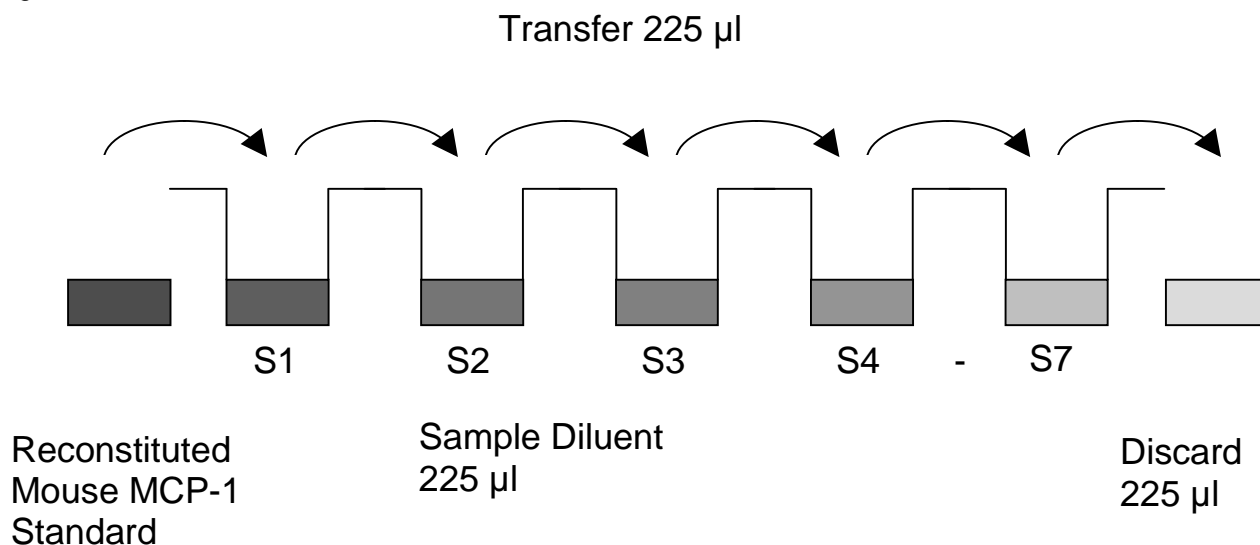 Transfer 225 µl
S1 S2 S3 S4 - S7
Reconstituted
Mouse MCP-1
Standard
Sample Diluent
225 µl
Discard
225 µl